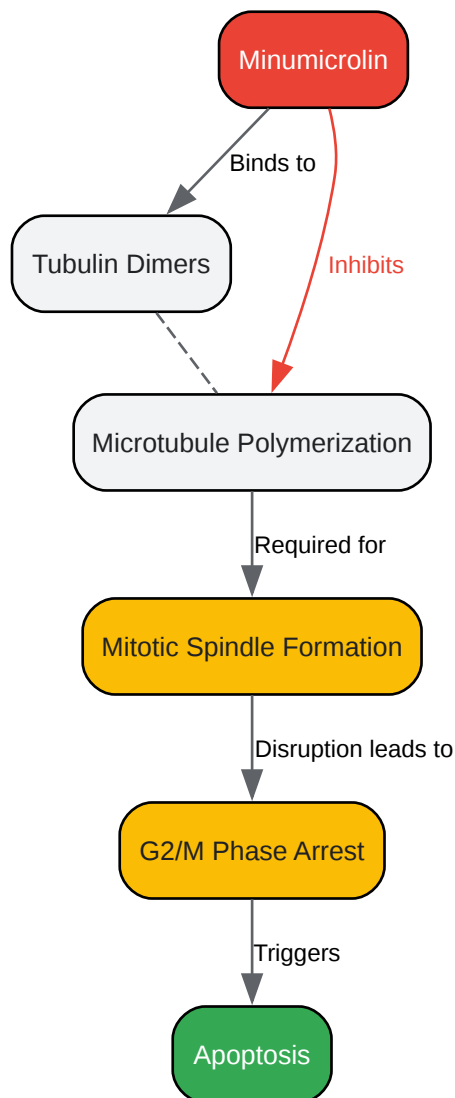 Minumicrolin
Binds to
Tubulin Dimers
Inhibits
Microtubule Polymerization
Required for
Mitotic Spindle Formation
Disruption leads to
G2/M Phase Arrest
Triggers
Apoptosis